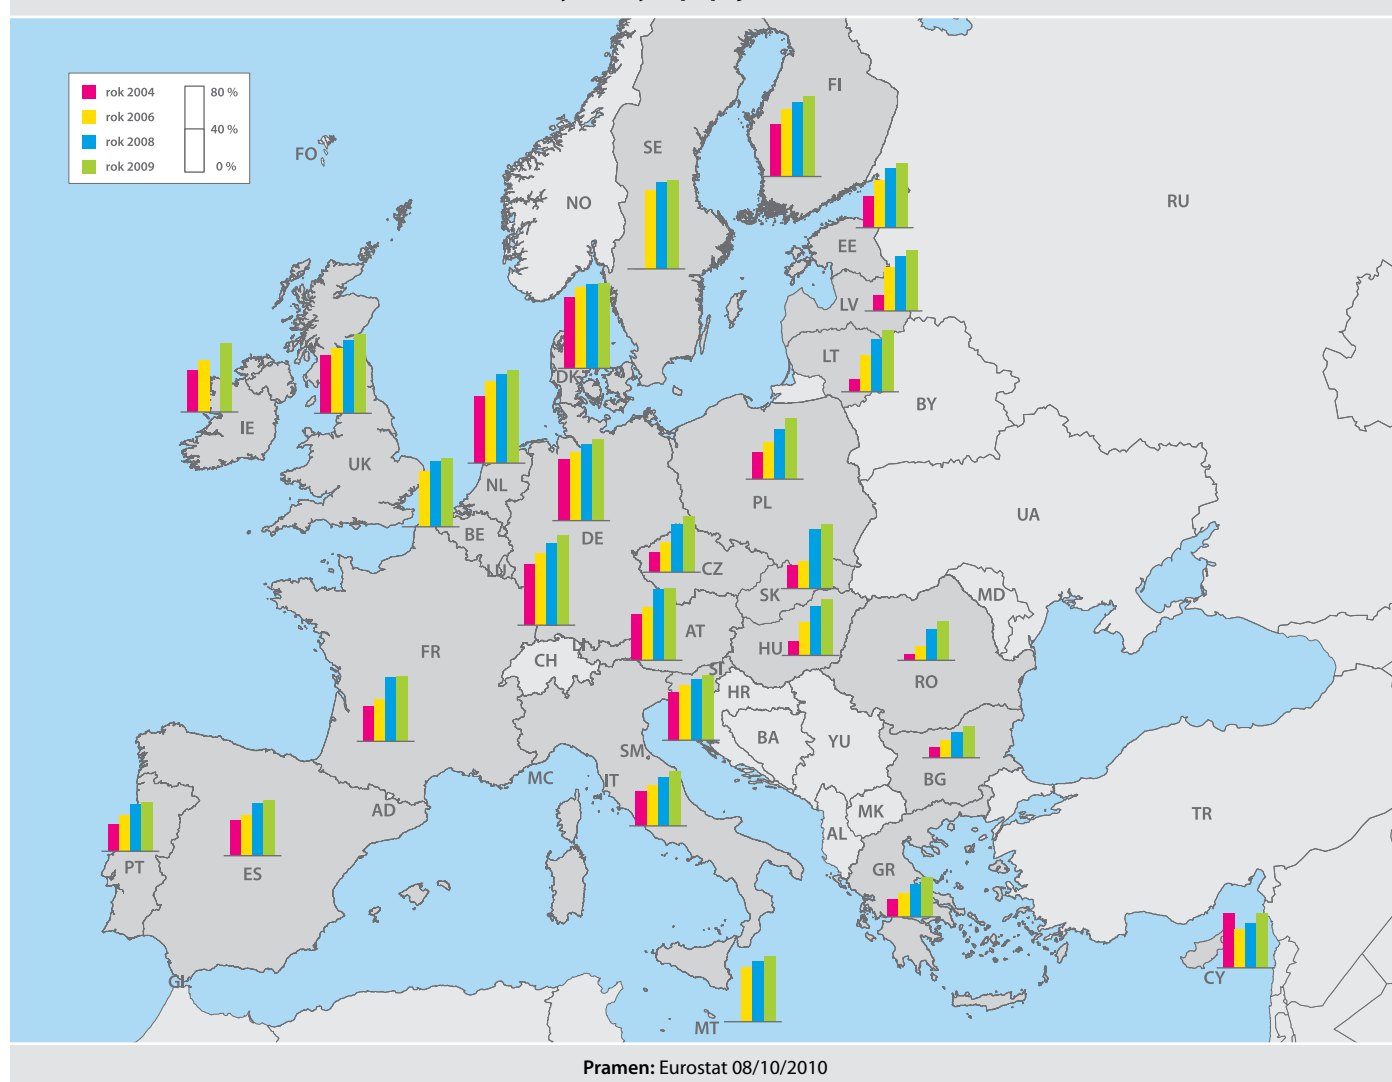 rok 2004
80 %
rok 2006
40 %
rok 2008
rok 2009
0 %
FI
SE
FO
NO
RU
EE
LV
LT
DK
BY
IE
UK
NL
PL
UA
BE
DE
LU
CZ
SK
MD
AT
HU
FR
LI
CH
SI
RO
HR
SM
BA
YU
MC
IT
BG
AD
MK
TR
AL
PT
ES
GR
GI
CY
MT
Pramen: Eurostat 08/10/2010